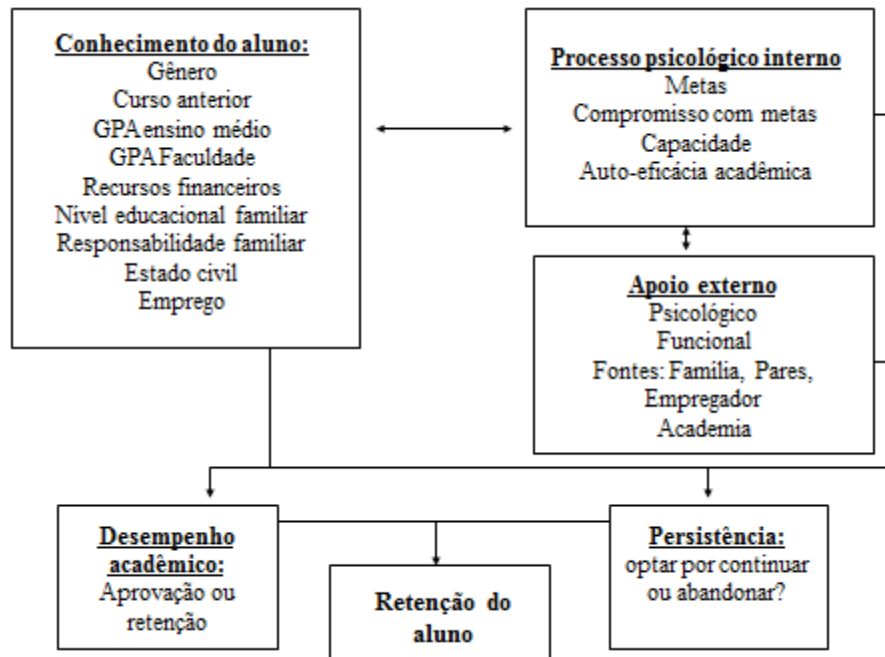 Conhecimento do aluno:
Gênero
Curso anterior
GPA ensino médio
GPA Faculdade
Recursos financeiros
Nível educacional familiar
Responsabilidade familiar
Estado civil
Emprego
Processo psicológico interno
Metas
Compromisso com metas
Capacidade
Auto-eficácia acadêmica
Apoio externo
Psicológico
Funcional
Fontes: Família, Pares,
Empregador
Academia
Desempenho
acadêmico:
Aprovação ou
retenção
Retenção do
aluno
Persistência:
optar por continuar
ou abandonar?